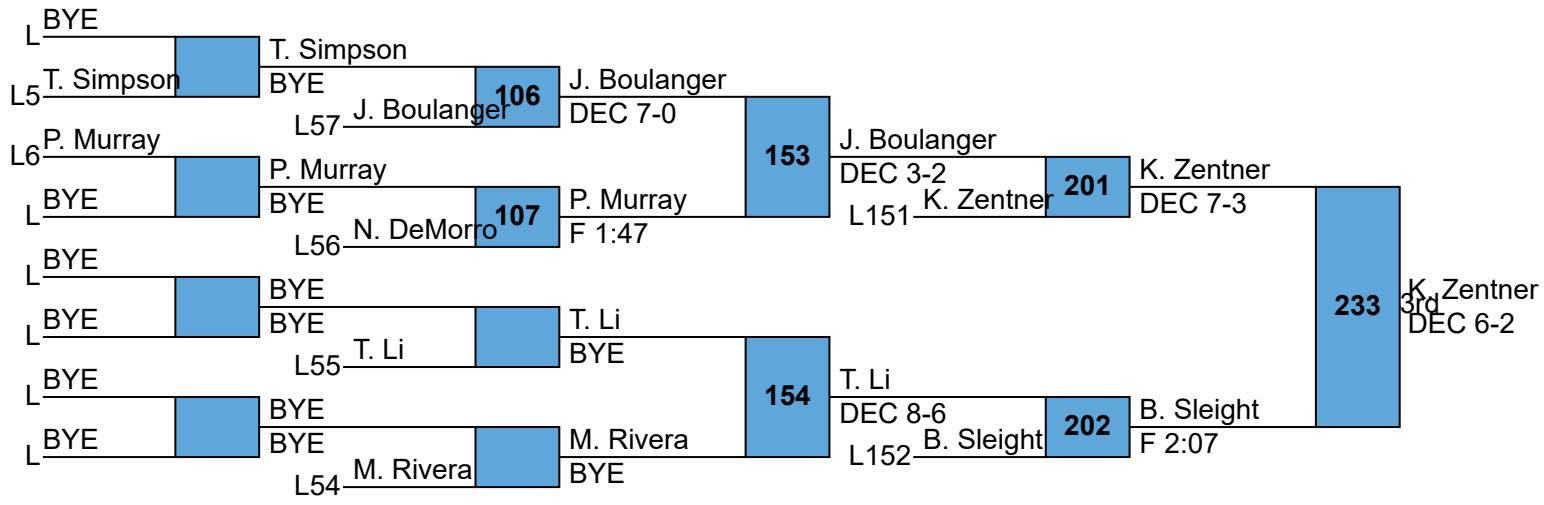 BYE
L
T. Simpson
L5
T. Simpson
BYE
J. Boulanger
L57
106
J. Boulanger
DEC 7-0
P. Murray
L6
BYE
L
P. Murray
BYE
N. DeMorro
L56
107
P. Murray
F 1:47
153
J. Boulanger
DEC 3-2
K. Zentner
L151
201
K. Zentner
DEC 7-3
BYE
L
BYE
L
BYE
BYE
T. Li
L55
T. Li
BYE
BYE
L
BYE
L
BYE
BYE
M. Rivera
L54
M. Rivera
BYE
154
T. Li
DEC 8-6
B. Sleight
L152
202
B. Sleight
F 2:07
233
K. Zentner
3rd
DEC 6-2